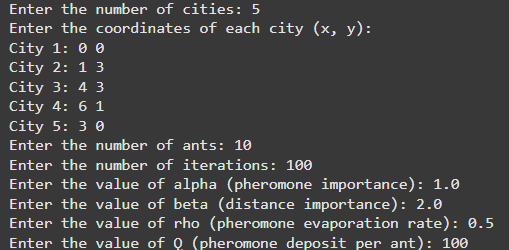 Enter the number of cities: 5
Enter the coordinates of each city (x, y):
City 1: 0 0
City 2: 1 3
City 3: 4 3
City 4: 6 1
City 5: 3 0
Enter the number of ants: 10
Enter the number of iterations: 100
Enter the value of alpha (pheromone importance): 1.0
Enter the value of beta (distance importance): 2.0
Enter the value of rho (pheromone evaporation rate): 0.5
Enter the value of Q (pheromone deposit per ant): 100